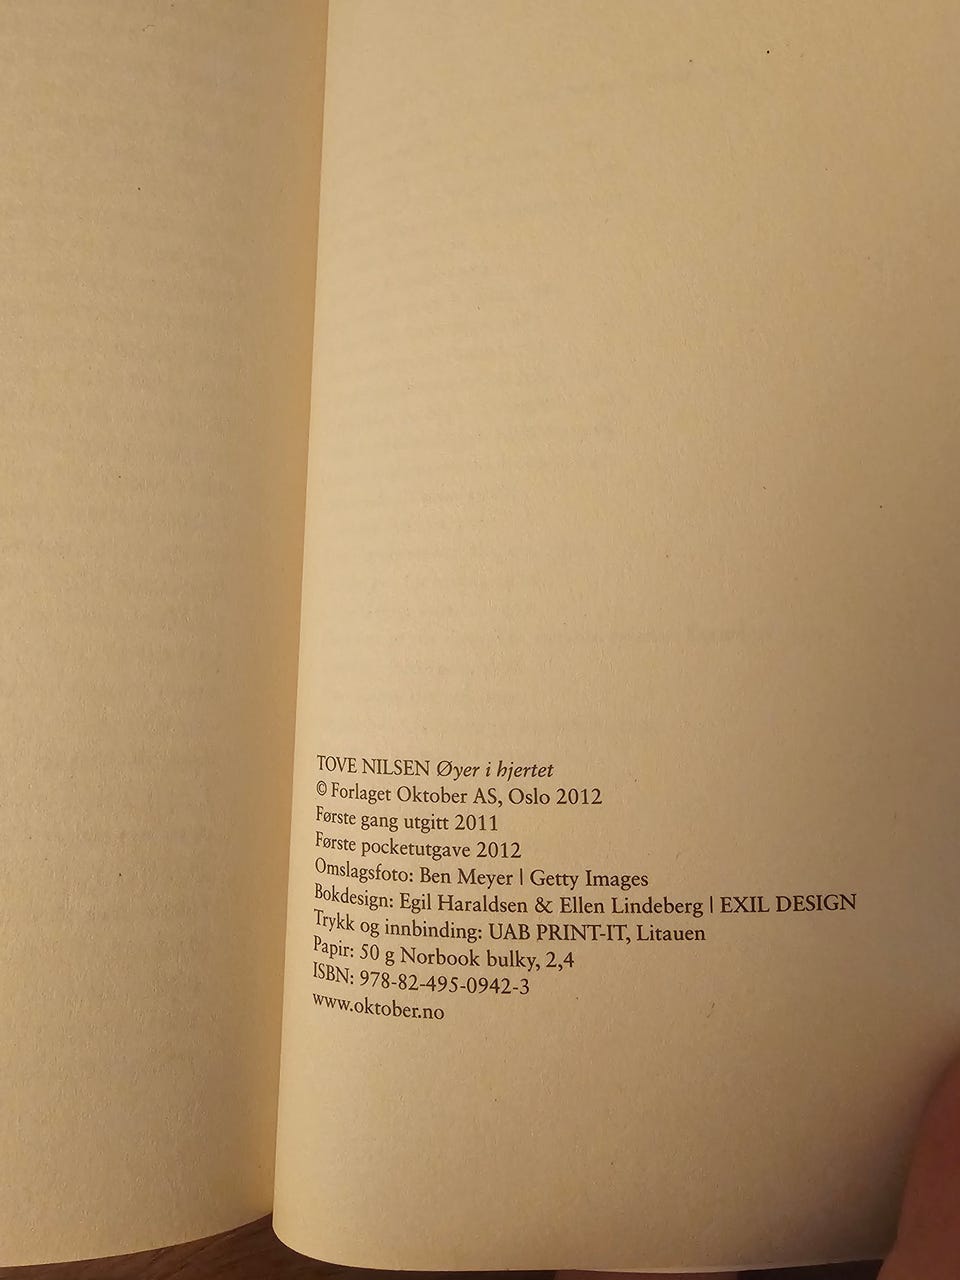 TOVE NILSEN Øyer i hjertet
© Forlaget Oktober AS, Oslo 2012
Første gang utgitt 2011
Første pocketutgave 2012
Omslagsfoto: Ben Meyer | Getty Images
Bokdesign: Egil Haraldsen & Ellen Lindeberg | EXIL DESIGN
Trykk og innbinding: UAB PRINT-IT, Litauen
Papir: 50 g Norbook bulky, 2,4
ISBN: 978-82-495-0942-3
www.oktober.no